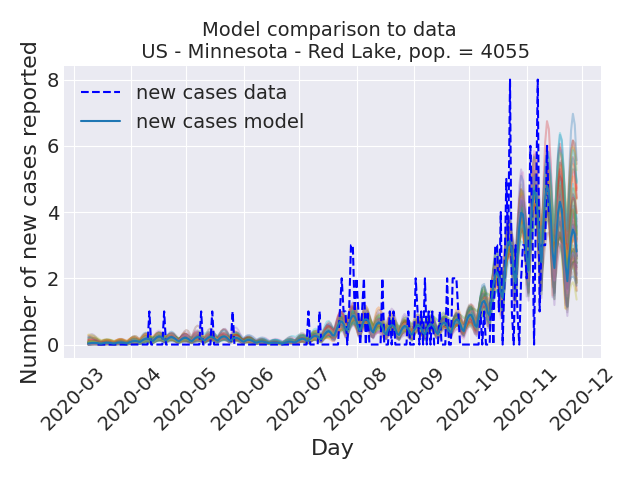 Model comparison to data
US - Minnesota - Red Lake, pop. = 4055
Number of new cases reported
8
6
4
2
0
new cases data
new cases model
2020-03
2020-04
2020-05
2020-06
2020-07
2020-08
2020-09
2020-10
2020-11
2020-12
Day